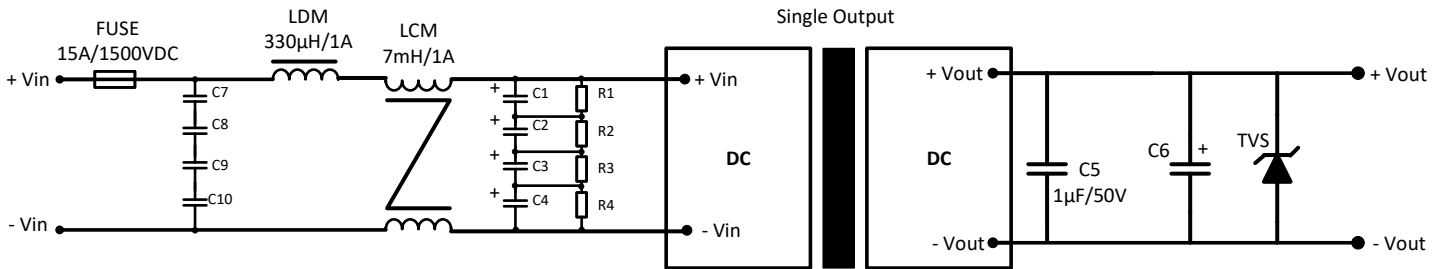 Single Output
FUSE
15A/1500VDC
LDM
330µH/1A
LCM
7mH/1A
+ Vin
C7
C8
C9
C10
- Vin
+
C1
R1
+
C2
R2
+
C3
R3
+
C4
R4
+ Vin
DC
- Vin
+ Vout
DC
- Vout
C5
1µF/50V
C6
+
TVS
+ Vout
- Vout